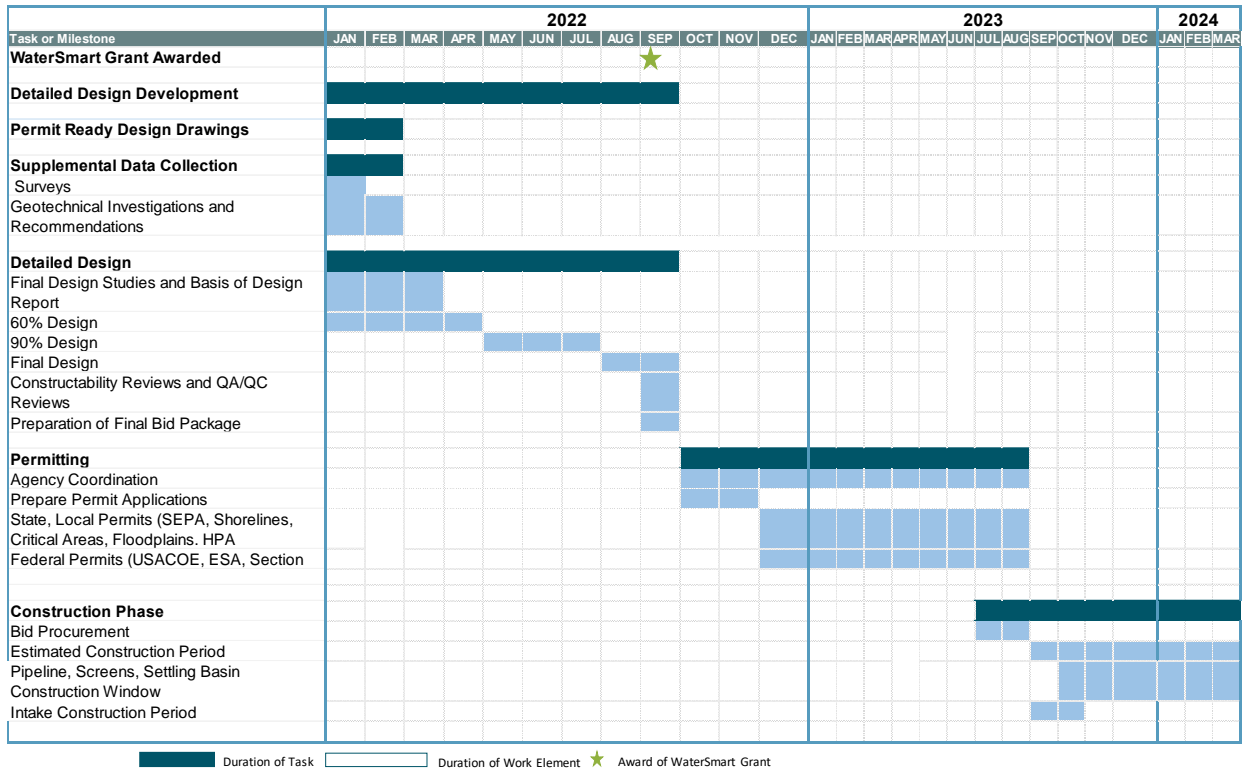 2022 2023 2024
Task or Milestone JAN FEB MAR APR MAY JUN JUL AUG SEP OCT NOV DEC JAN FEB MAR APR MAY JUN JUL AUG SEP OCT NOV DEC JAN FEB MAR
WaterSmart Grant Awarded
Detailed Design Development
Permit Ready Design Drawings
Supplemental Data Collection
Surveys
Geotechnical Investigations and
Recommendations
Detailed Design
Final Design Studies and Basis of Design
Report
60% Design
90% Design
Final Design
Constructability Reviews and QA/QC
Reviews
Preparation of Final Bid Package
Permitting
Agency Coordination
Prepare Permit Applications
State, Local Permits (SEPA, Shorelines,
Critical Areas, Floodplains. HPA
Federal Permits (USACOE, ESA, Section
Construction Phase
Bid Procurement
Estimated Construction Period
Pipeline, Screens, Settling Basin
Construction Window
Intake Construction Period
Duration of Task Duration of Work Element Award of WaterSmart Grant